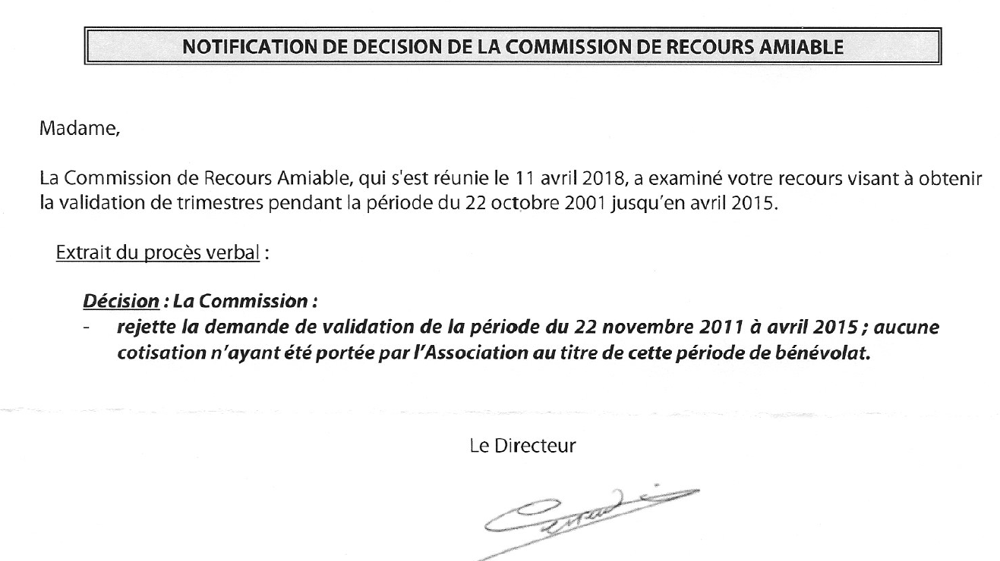 NOTIFICATION DE DECISION DE LA COMMISSION DE RECOURS AMIABLE
Madame,
La Commission de Recours Amiable, qui s'est réunie le 11 avril 2018, a examiné votre recours visant à obtenir
la validation de trimestres pendant la période du 22 octobre 2001 jusqu'en avril 2015.
Extrait du procès verbal :
Décision : La Commission :
- rejette la demande de validation de la période du 22 novembre 2011 à avril 2015 ; aucune
cotisation n'ayant été portée par l'Association au titre de cette période de bénévolat.
Le Directeur